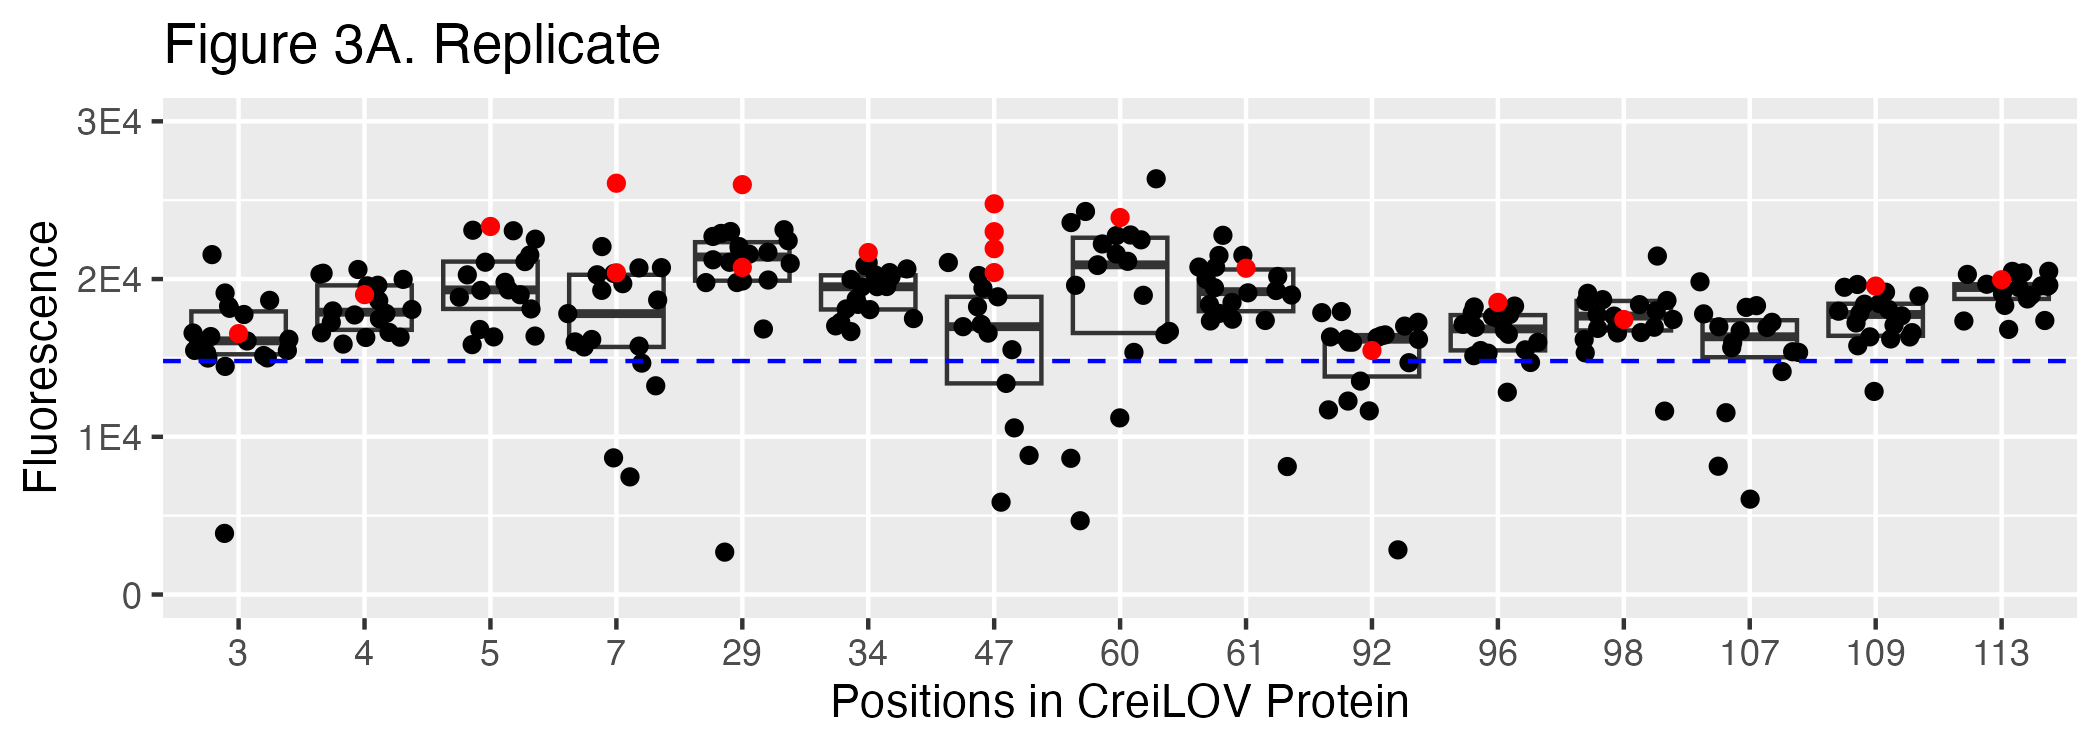 Figure 3A. Replicate
3E4
2E4
1E4
0
Fluorescence
3 4 5 7 29 34 47 60 61 92 96 98 107 109 113
Positions in CreiLOV Protein